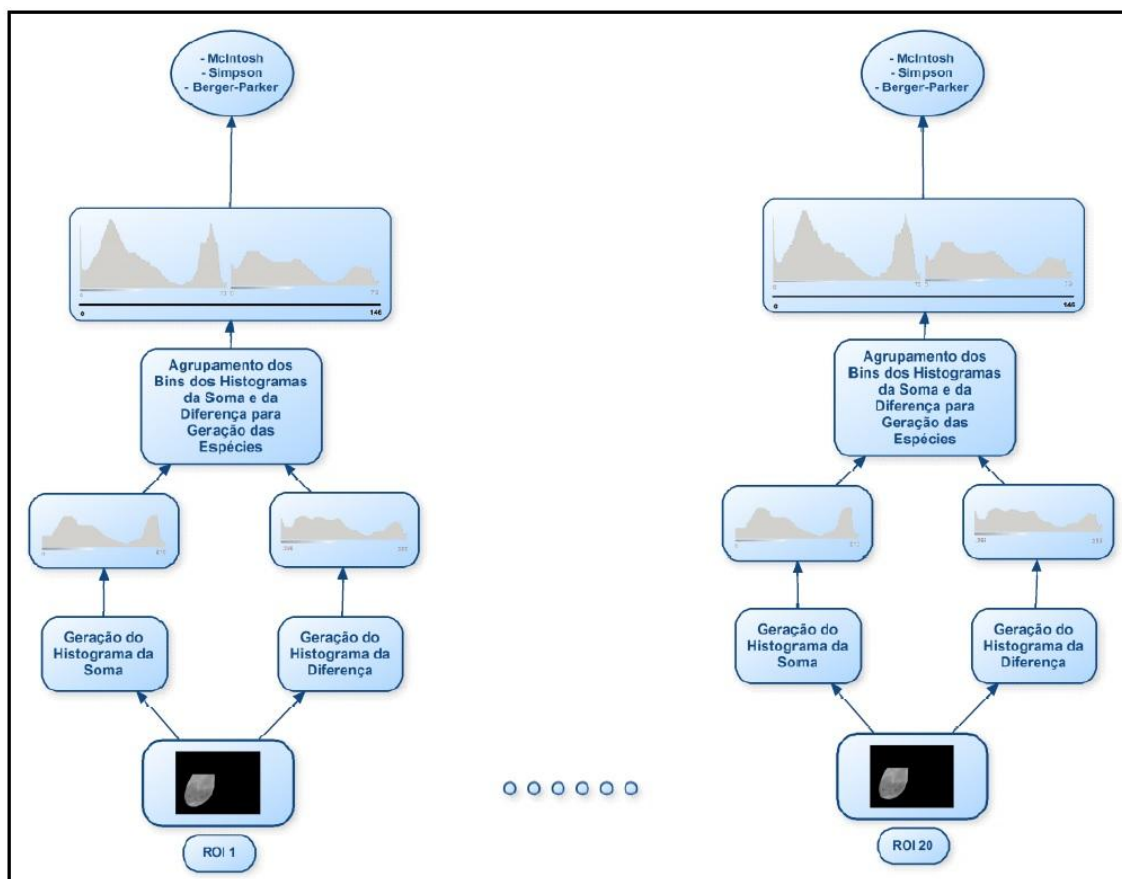 - McIntosh
- Simpson
- Berger-Parker
0
146
Agrupamento dos
Bins dos Histogramas
da Soma e da
Diferença para
Geração das
Espécies
Geração do
Histograma da
Soma
Geração do
Histograma da
Diferença
ROI 1
- McIntosh
- Simpson
- Berger-Parker
0
146
Agrupamento dos
Bins dos Histogramas
da Soma e da
Diferença para
Geração das
Espécies
Geração do
Histograma da
Soma
Geração do
Histograma da
Diferença
ROI 20